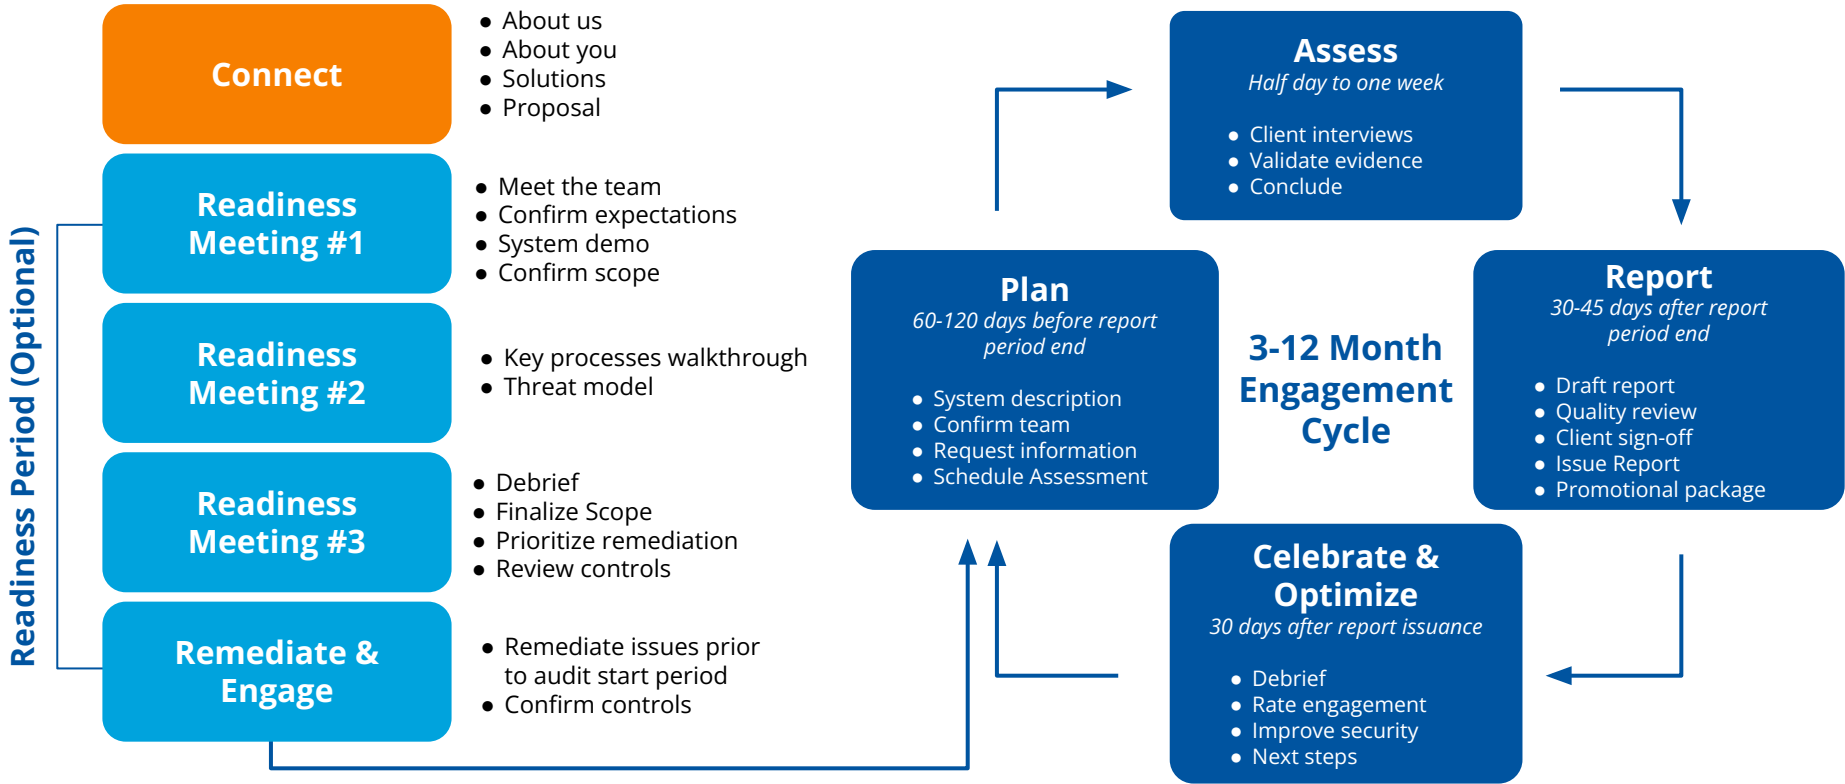 Readiness Period (Optional)
Connect
● About us
● About you
● Solutions
● Proposal
Readiness
Meeting #1
● Meet the team
● Confirm expectations
● System demo
● Confirm scope
Readiness
Meeting #2
● Key processes walkthrough
● Threat model
Readiness
Meeting #3
● Debrief
● Finalize Scope
● Prioritize remediation
● Review controls
Remediate &
Engage
● Remediate issues prior
to audit start period
● Confirm controls
Plan
60-120 days before report
period end
● System description
● Confirm team
● Request information
● Schedule Assessment
Assess
Half day to one week
● Client interviews
● Validate evidence
● Conclude
3-12 Month
Engagement
Cycle
Report
30-45 days after report
period end
● Draft report
● Quality review
● Client sign-off
● Issue Report
● Promotional package
Celebrate &
Optimize
30 days after report issuance
● Debrief
● Rate engagement
● Improve security
● Next steps